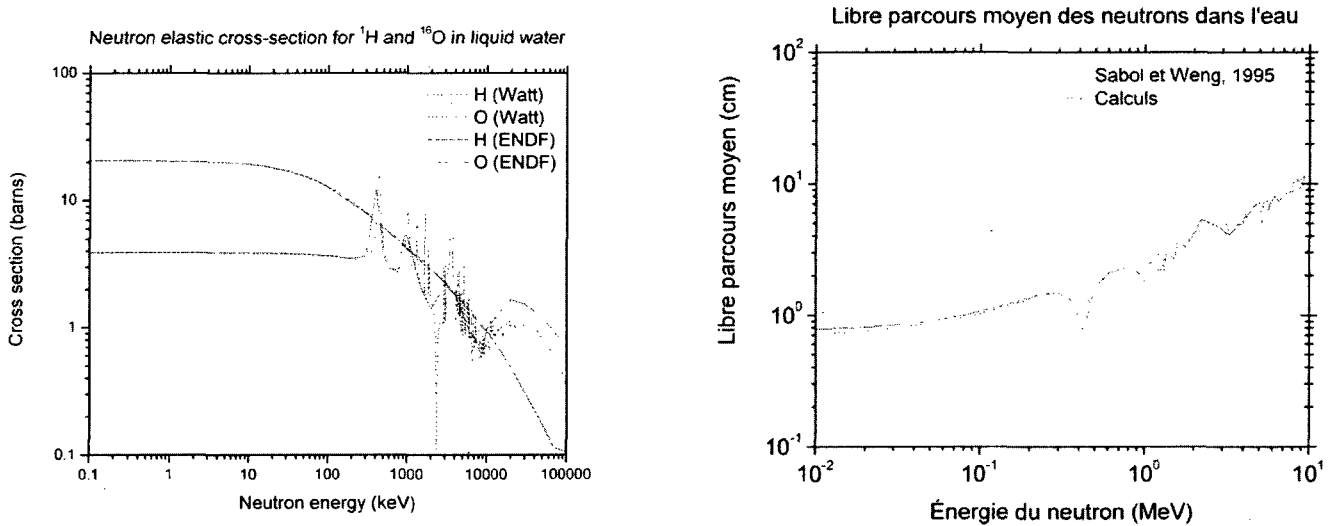 Neutron elastic cross-section for ¹H and ¹⁶O in liquid water
100
10
1
0.1
Cross section (barns)
H (Watt)
O (Watt)
H (ENDF)
O (ENDF)
0.1 1 10 100 1000 10000 100000
Neutron energy (keV)
Libre parcours moyen des neutrons dans l'eau
10²
10¹
10⁰
10⁻¹
Libre parcours moyen (cm)
Sabol et Weng, 1995
Calculs
10⁻² 10⁻¹ 10⁰ 10¹
Énergie du neutron (MeV)